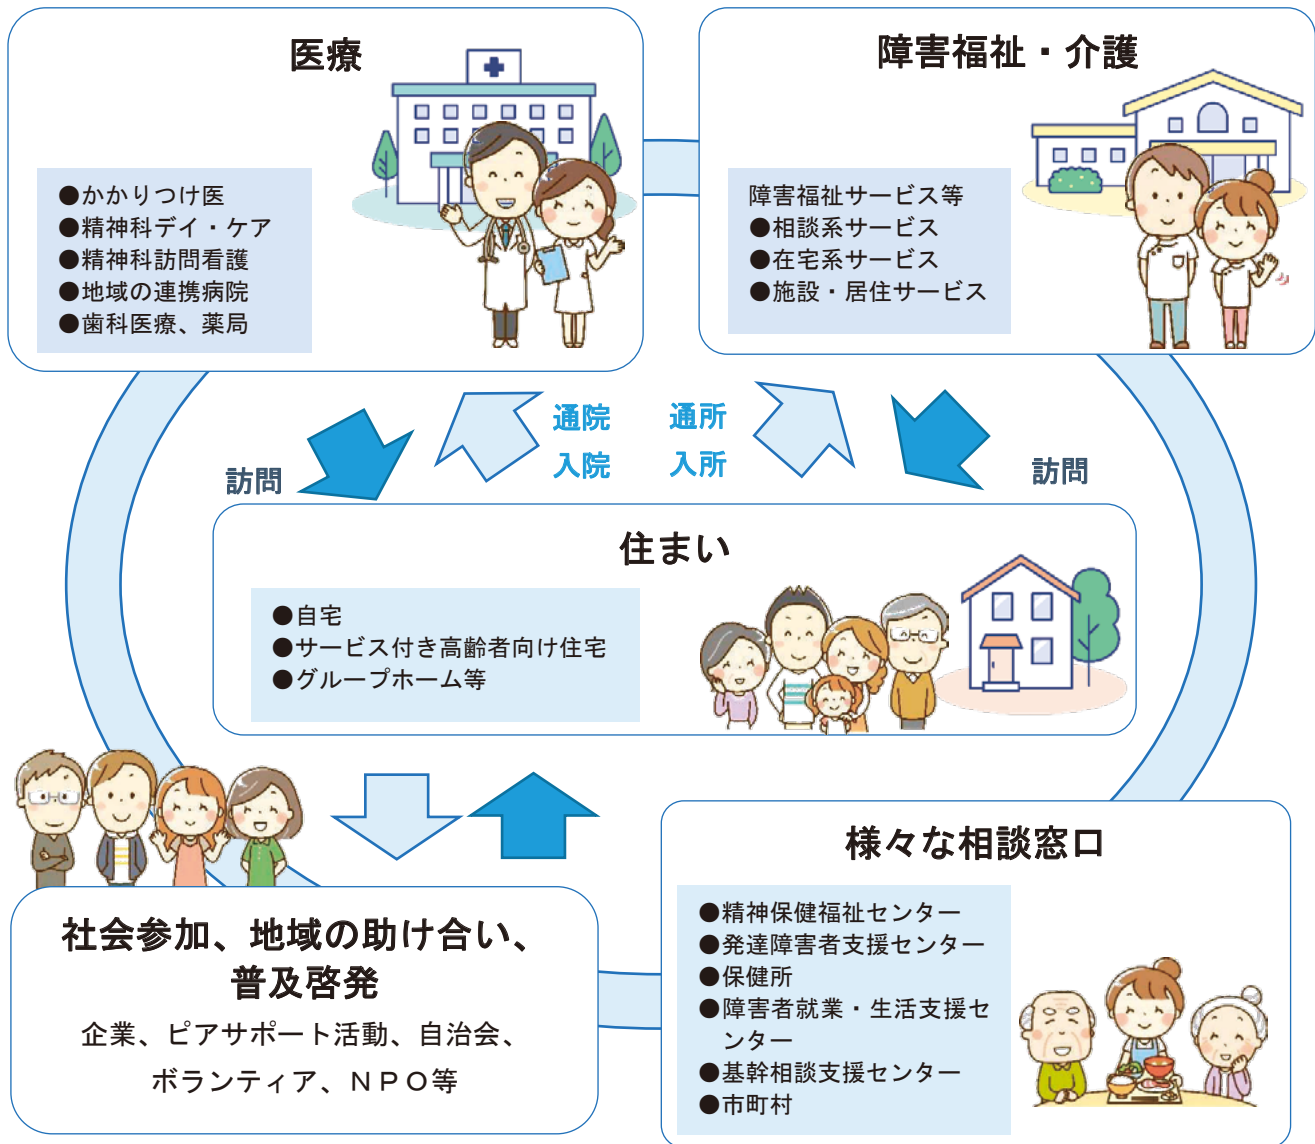 医療
●かかりつけ医
●精神科デイ・ケア
●精神科訪問看護
●地域の連携病院
●歯科医療、薬局
障害福祉・介護
障害福祉サービス等
●相談系サービス
●在宅系サービス
●施設・居住サービス
訪問
通院
入院
通所
入所
訪問
住まい
●自宅
●サービス付き高齢者向け住宅
●グループホーム等
社会参加、地域の助け合い、
普及啓発
企業、ピアサポート活動、自治会、
ボランティア、ＮＰＯ等
様々な相談窓口
●精神保健福祉センター
●発達障害者支援センター
●保健所
●障害者就業・生活支援セ
ンター
●基幹相談支援センター
●市町村